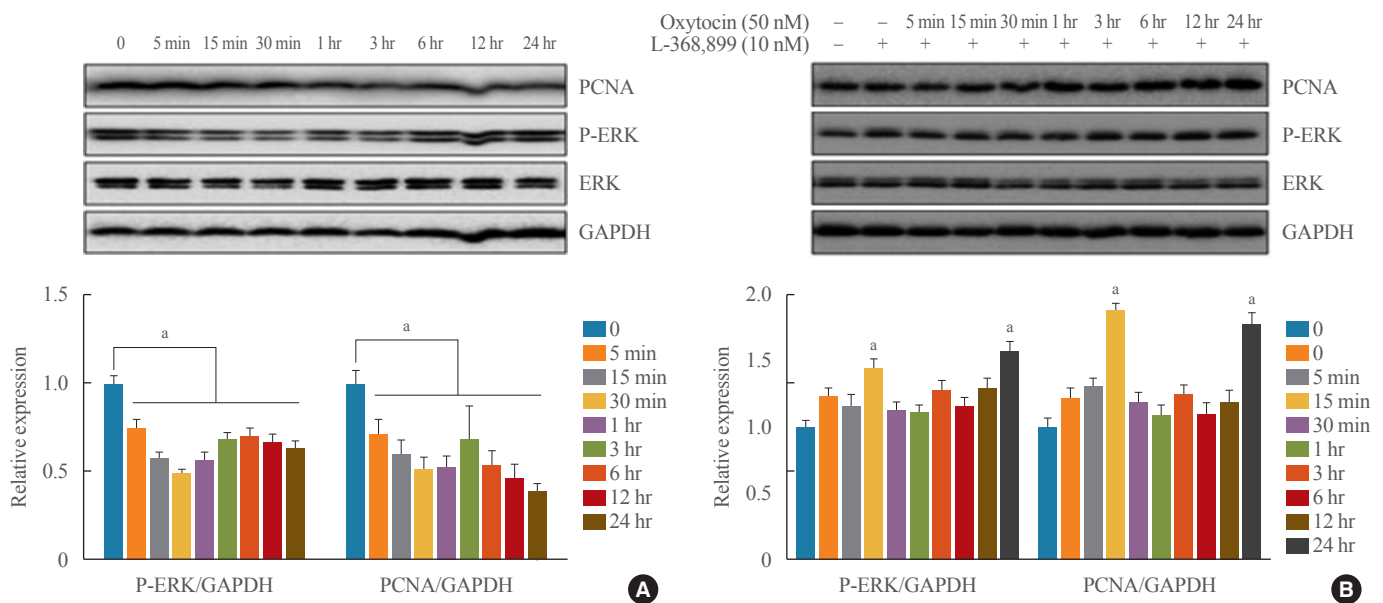 0 5 min 15 min 30 min 1 hr 3 hr 6 hr 12 hr 24 hr
PCNA
P-ERK
ERK
GAPDH
1.5
1.0
0.5
0
Relative expression
a
a
P-ERK/GAPDH
PCNA/GAPDH
0
5 min
15 min
30 min
1 hr
3 hr
6 hr
12 hr
24 hr
A
Oxytocin (50 nM) – – 5 min 15 min 30 min 1 hr 3 hr 6 hr 12 hr 24 hr
L-368,899 (10 nM) – + + + + + + + + +
PCNA
P-ERK
ERK
GAPDH
2.0
1.5
1.0
0.5
0
Relative expression
a
a
a
a
P-ERK/GAPDH
PCNA/GAPDH
0
0
5 min
15 min
30 min
1 hr
3 hr
6 hr
12 hr
24 hr
B